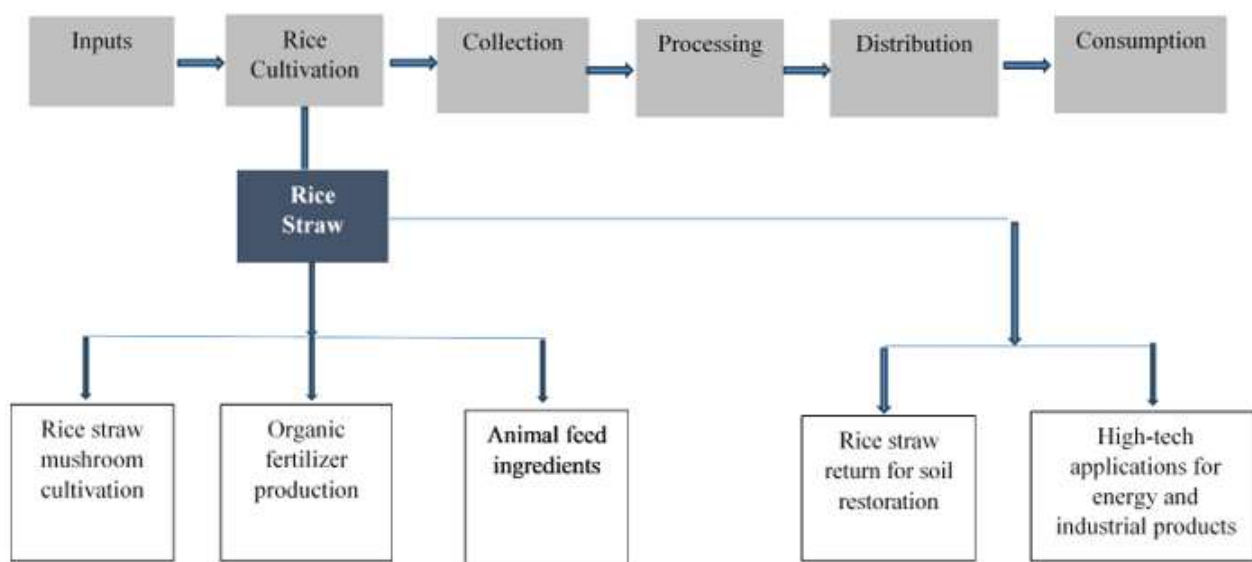 Inputs
Rice
Cultivation
Collection
Processing
Distribution
Consumption
Rice
Straw
Rice straw
mushroom
cultivation
Organic
fertilizer
production
Animal feed
ingredients
Rice straw
return for soil
restoration
High-tech
applications for
energy and
industrial products